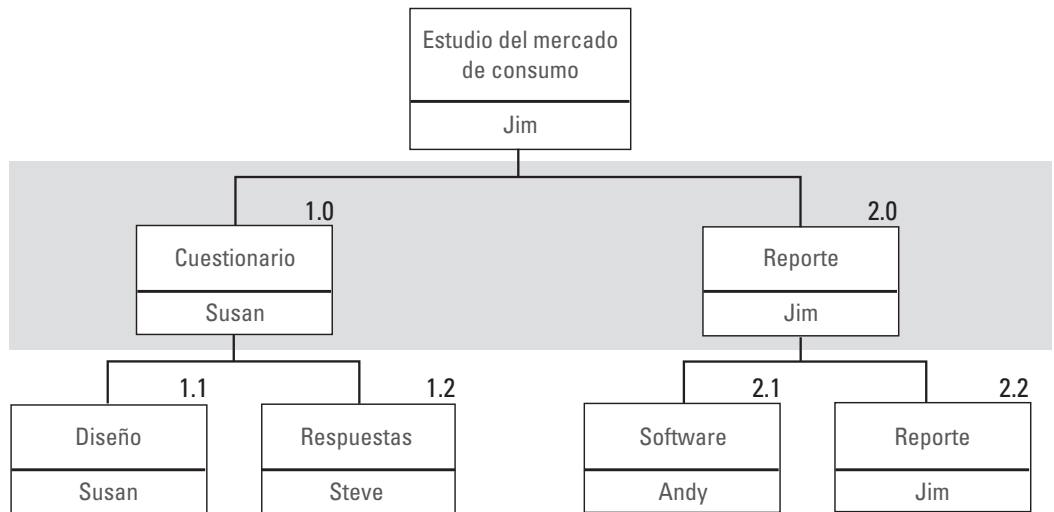 Estudio del mercado
de consumo
Jim
1.0
2.0
Cuestionario
Reporte
Susan
Jim
1.1
1.2
2.1
2.2
Diseño
Respuestas
Software
Reporte
Susan
Steve
Andy
Jim